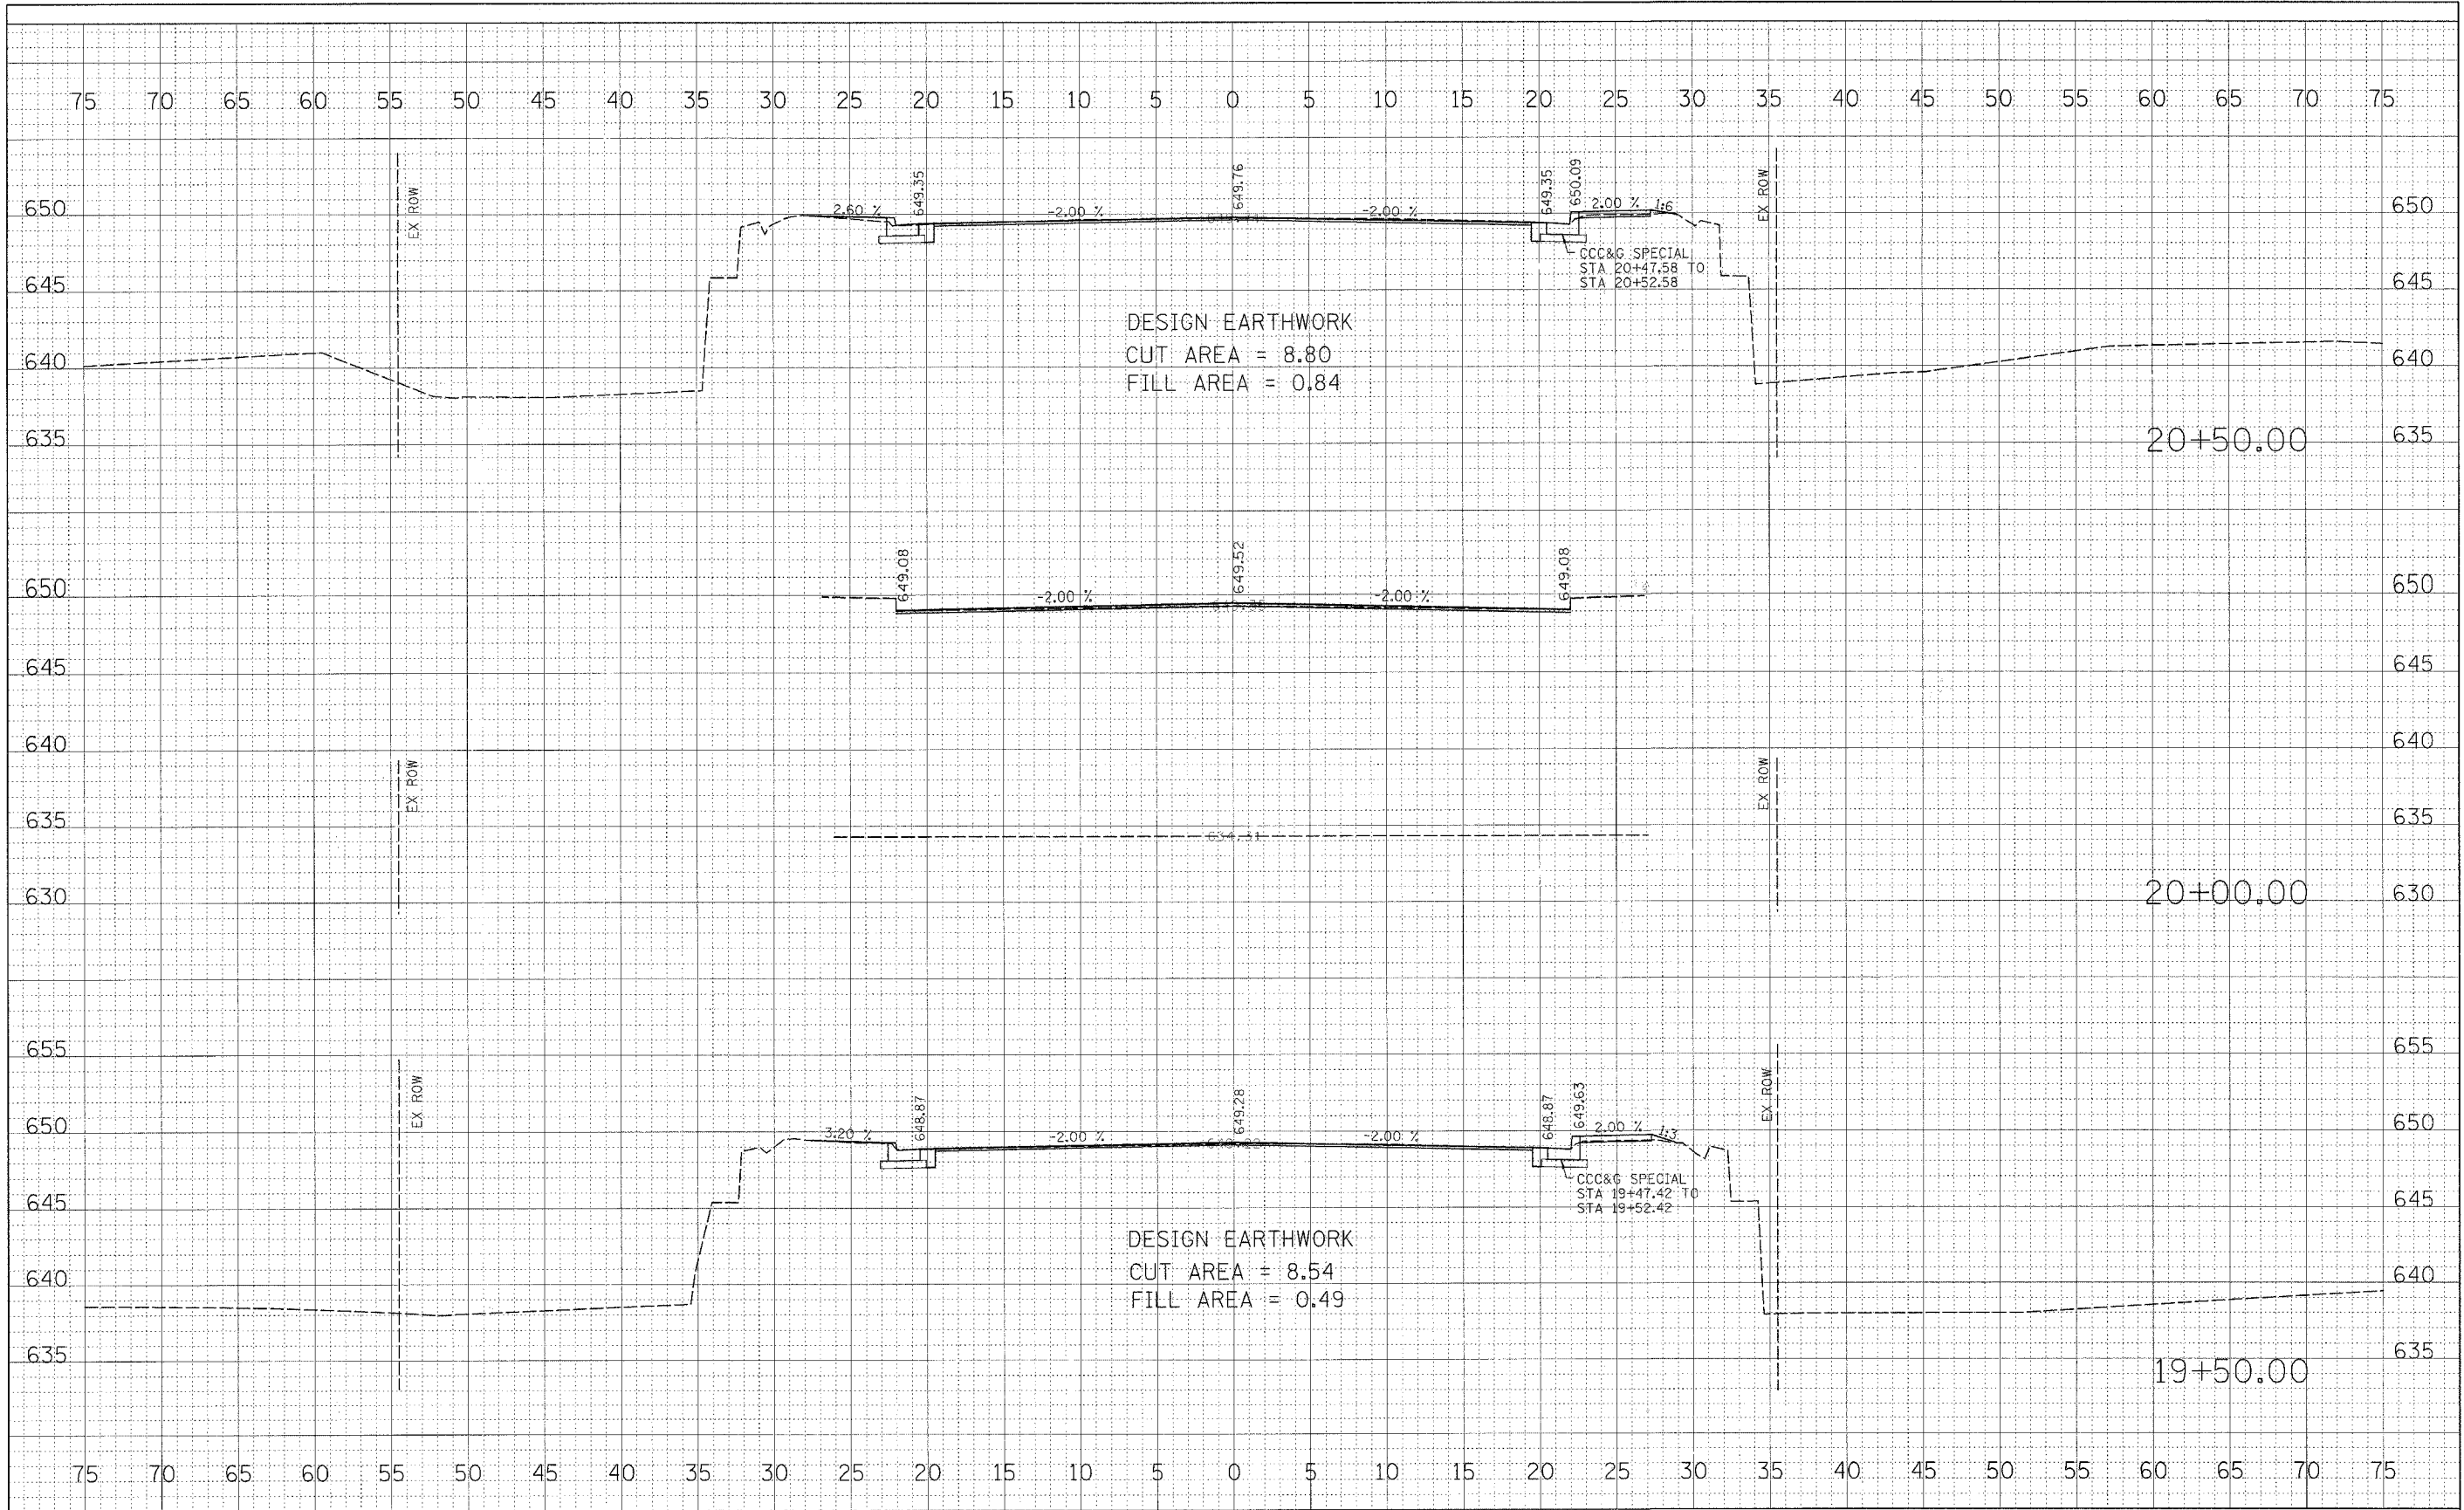 75 70 65 60 55 50 45 40 35 30 25 20 15 10 5 0 5 10 15 20 25 30 35 40 45 50 55 60 65 70 75
EX ROW
649.35
649.76
649.35
650.09
EX ROW
650
2.60 %
-2.00 %
-2.00 %
2.00 %
1:6
650
CCC&G SPECIAL
STA 20+47.58 TO
STA 20+52.58
645
645
DESIGN EARTHWORK
CUT AREA = 8.80
FILL AREA = 0.84
640
640
635
20+50.00
635
649.08
649.52
649.08
650
-2.00 %
-2.00 %
650
645
645
640
640
EX ROW
EX ROW
635
634.31
635
630
20+00.00
630
655
655
EX ROW
648.87
649.28
648.87
649.63
EX ROW
650
3.20 %
-2.00 %
-2.00 %
2.00 %
1:3
650
CCC&G SPECIAL
STA 19+47.42 TO
STA 19+52.42
645
645
DESIGN EARTHWORK
CUT AREA = 8.54
FILL AREA = 0.49
640
640
635
19+50.00
635
75 70 65 60 55 50 45 40 35 30 25 20 15 10 5 0 5 10 15 20 25 30 35 40 45 50 55 60 65 70 75